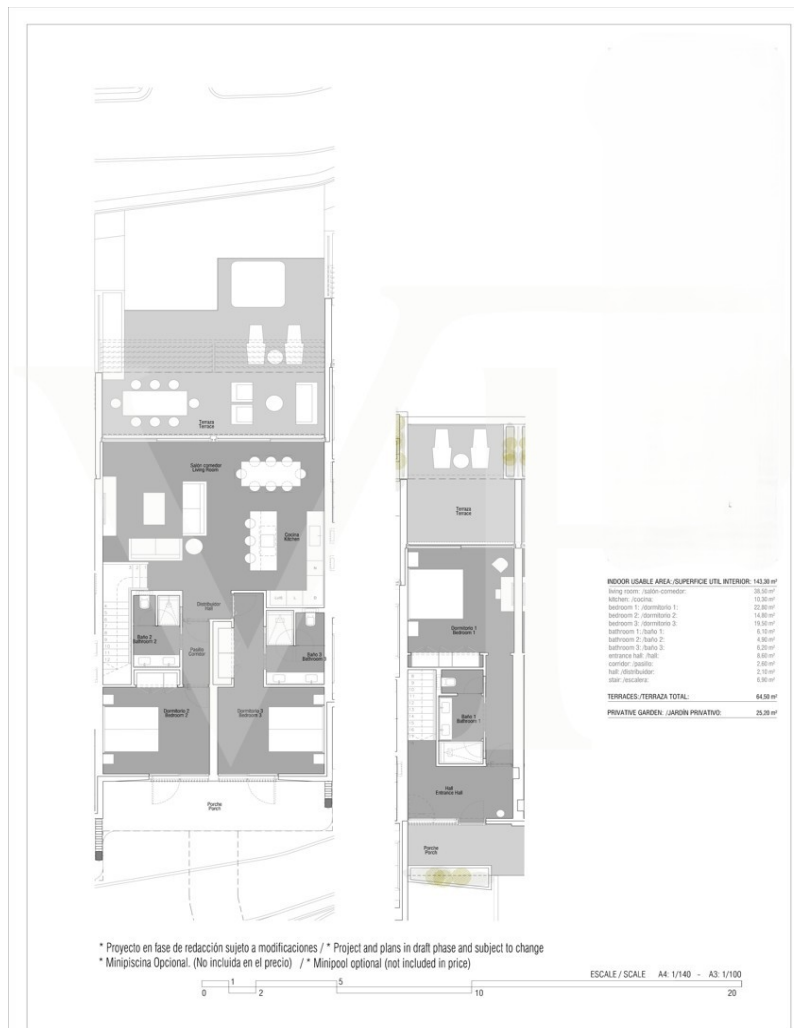 Terraza
Terrace
Salón comedor
Living Room
Cocina
Kitchen
Distribuidor
Hall
Baño 2
Bathroom 2
Pasillo
Corridor
Baño 3
Bathroom 3
Dormitorio 2
Bedroom 2
Dormitorio 3
Bedroom 3
Porche
Porch
Terraza
Terrace
Dormitorio 1
Bedroom 1
Baño 1
Bathroom 1
Hall
Entrance Hall
Porche
Porch
INDOOR USABLE AREA:/SUPERFICIE UTIL INTERIOR: 143,30 m²
living room: /salón-comedor: 38,50 m²
kitchen: /cocina: 10,30 m²
bedroom 1: /dormitorio 1: 22,80 m²
bedroom 2: /dormitorio 2: 14,80 m²
bedroom 3: /dormitorio 3: 19,50 m²
bathroom 1: /baño 1: 6,10 m²
bathroom 2: /baño 2: 4,90 m²
bathroom 3: /baño 3: 6,20 m²
entrance hall: /hall: 8,60 m²
corridor: /pasillo: 2,60 m²
hall: /distribuidor: 2,10 m²
stair: /escalera: 6,90 m²
TERRACES:/TERRAZA TOTAL: 64,50 m²
PRIVATIVE GARDEN: /JARDÍN PRIVATIVO: 25,20 m²
* Proyecto en fase de redacción sujeto a modificaciones / * Project and plans in draft phase and subject to change
* Minipiscina Opcional. (No incluida en el precio) / * Minipool optional (not included in price)
ESCALE / SCALE A4: 1/140 - A3: 1/100
0 1 2 5 10 20